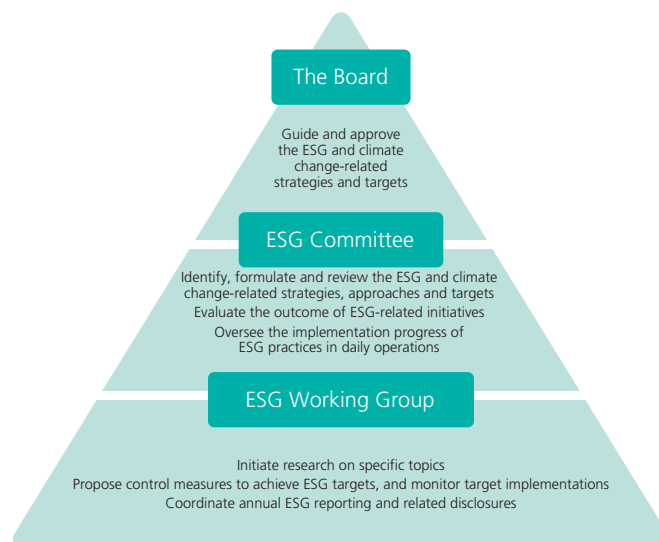 The Board
Guide and approve
the ESG and climate
change-related
strategies and targets
ESG Committee
Identify, formulate and review the ESG and climate
change-related strategies, approaches and targets
Evaluate the outcome of ESG-related initiatives
Oversee the implementation progress of
ESG practices in daily operations
ESG Working Group
Initiate research on specific topics
Propose control measures to achieve ESG targets, and monitor target implementations
Coordinate annual ESG reporting and related disclosures